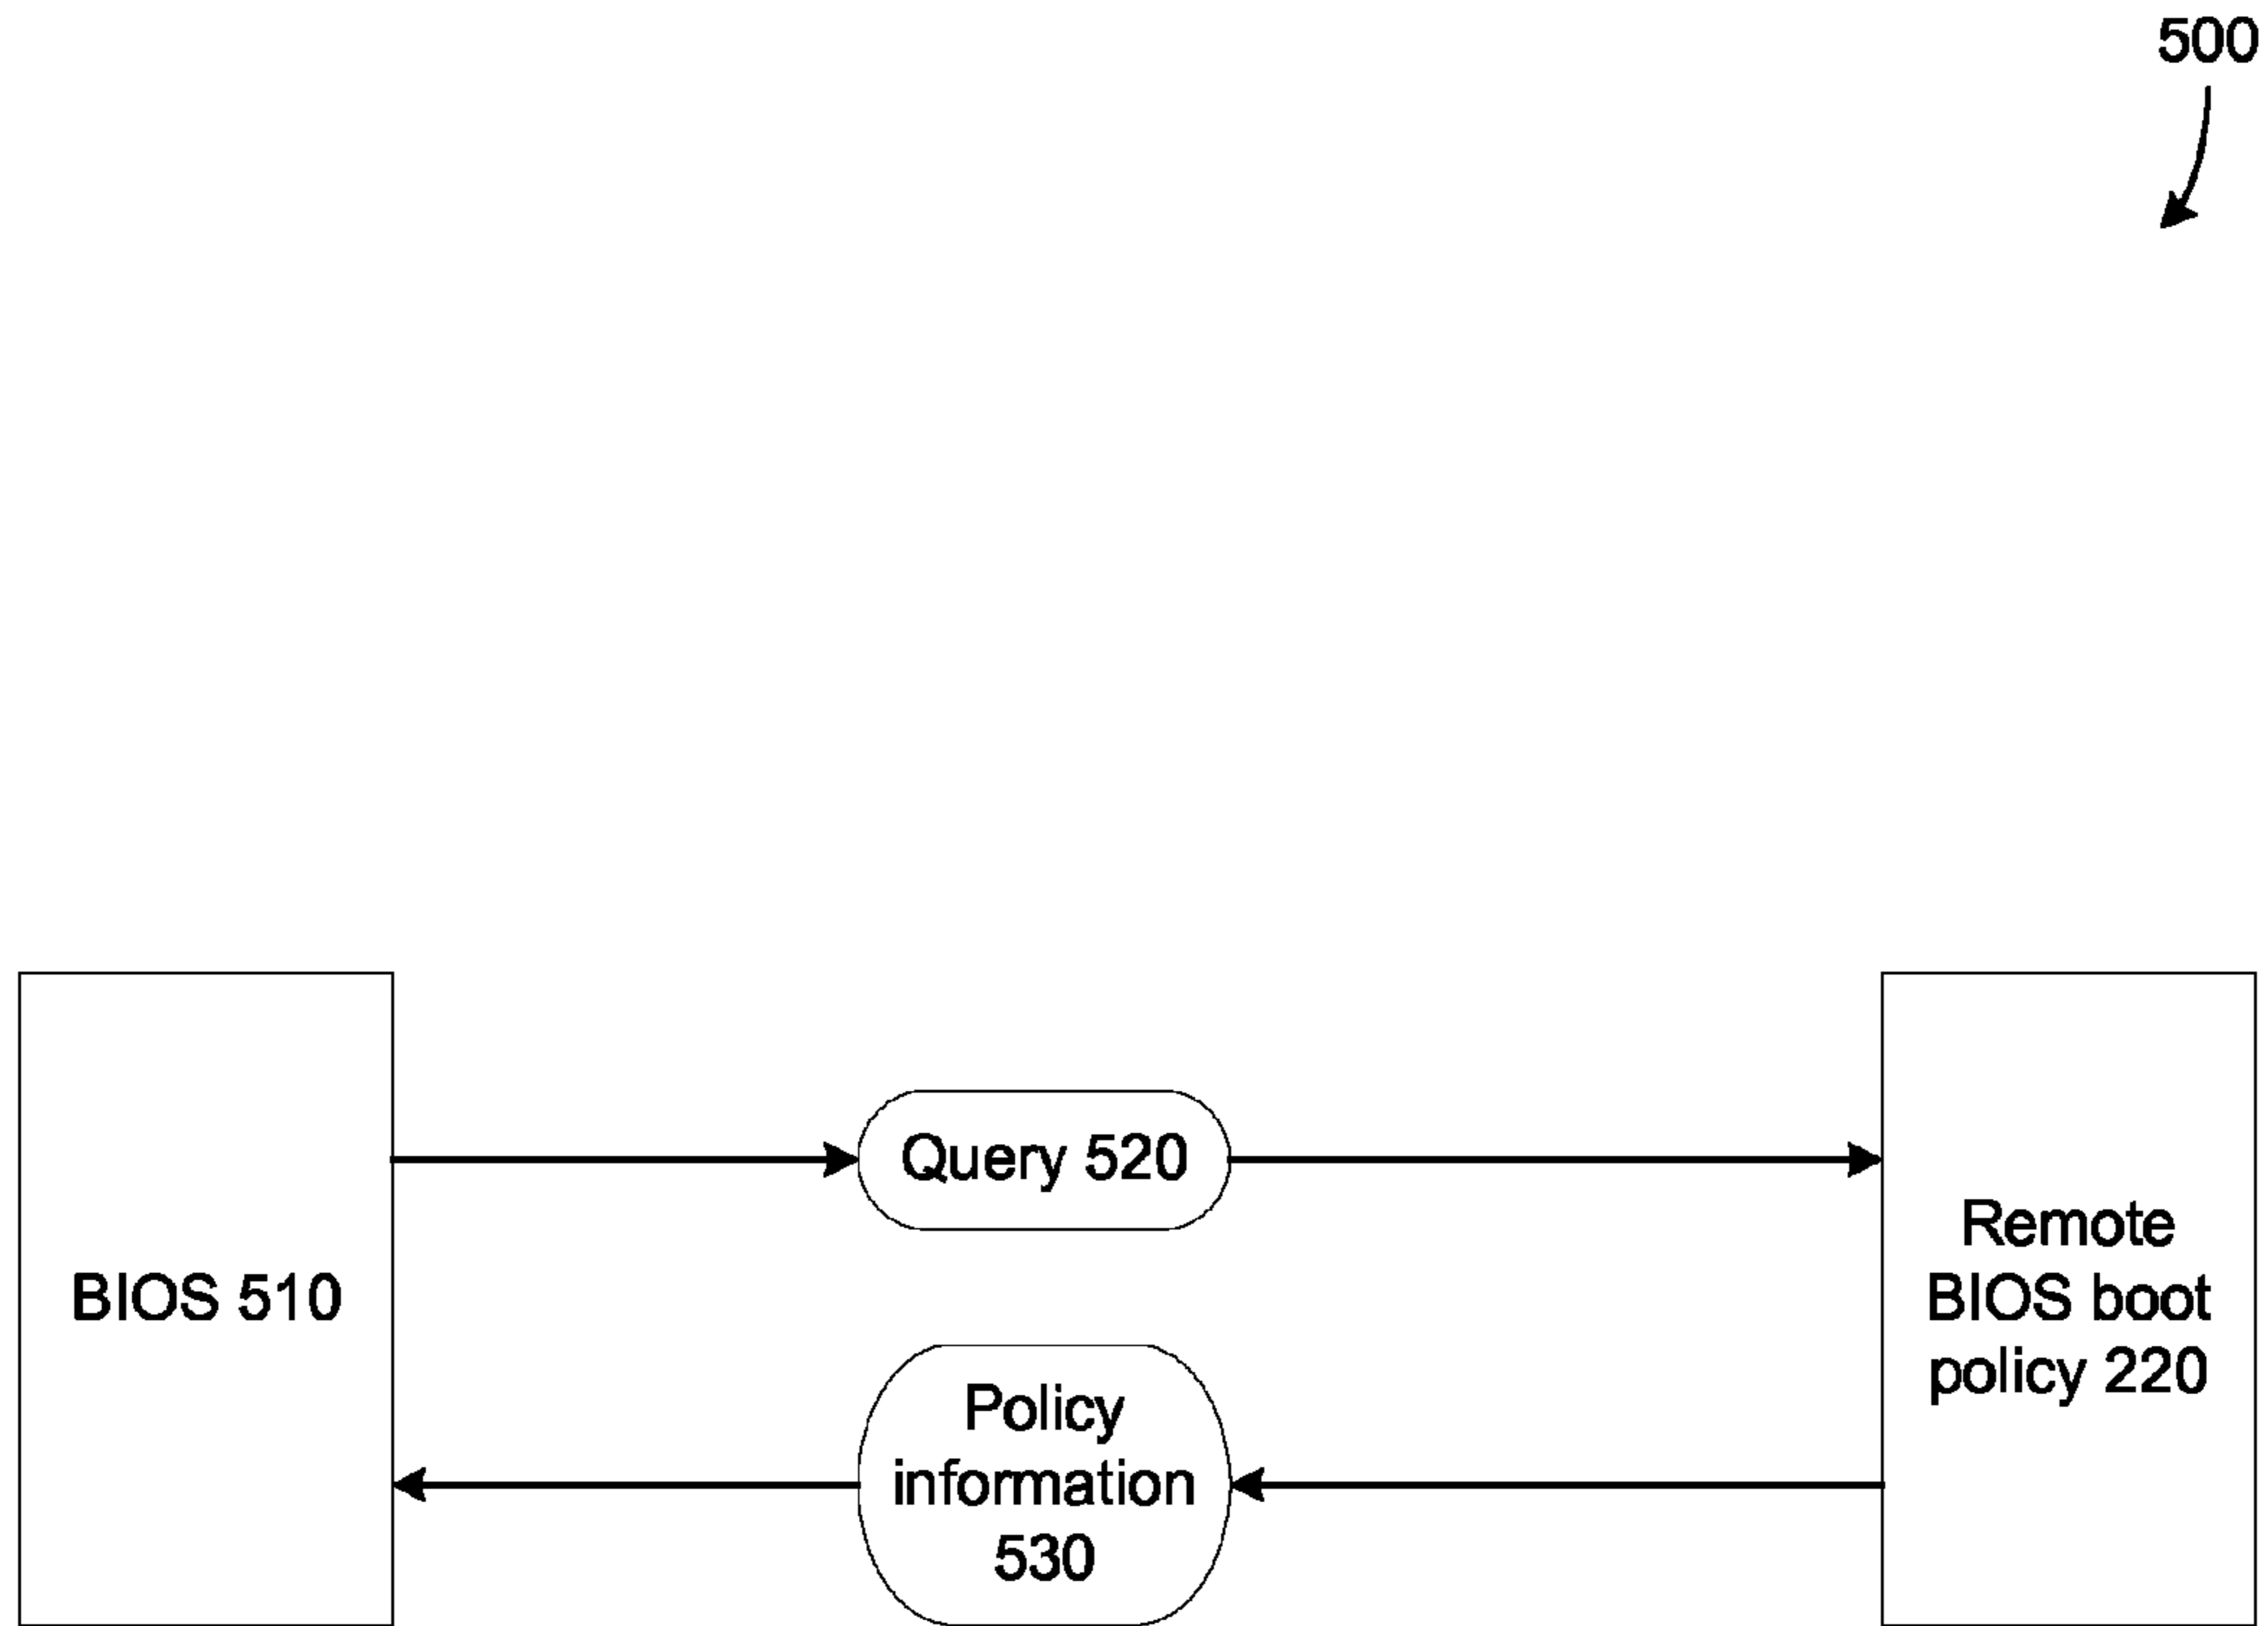 500
Query 520
BIOS 510
Remote
BIOS boot
policy 220
Policy
information
530